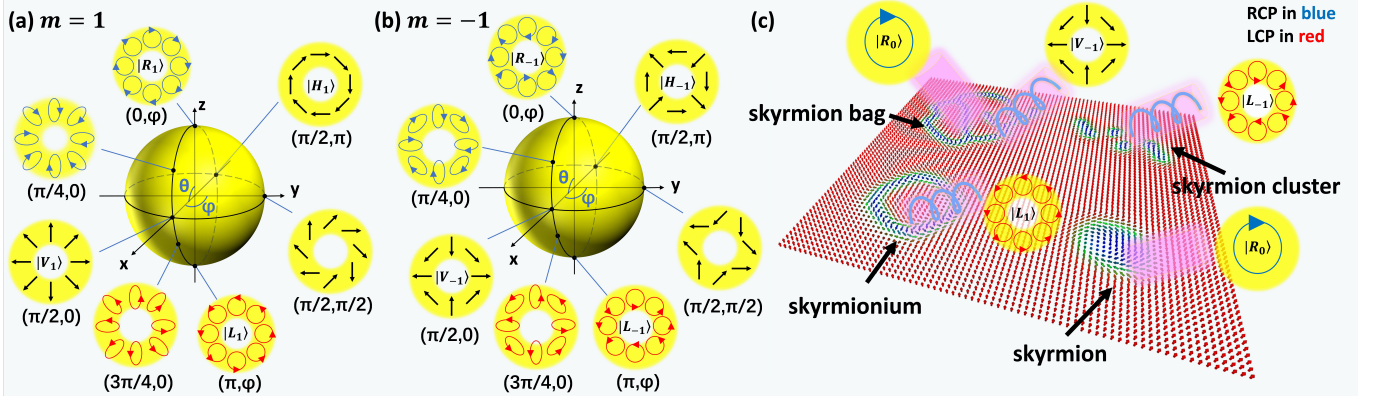 (a) m = 1
|R₁⟩
(0,φ)
|H₁⟩
(π/2,π)
(π/4,0)
z
y
x
θ
φ
|V₁⟩
(π/2,0)
(π/2,π/2)
(3π/4,0)
|L₁⟩
(π,φ)
(b) m = −1
|R₋₁⟩
(0,φ)
|H₋₁⟩
(π/2,π)
(π/4,0)
z
y
x
θ
φ
|V₋₁⟩
(π/2,0)
(π/2,π/2)
(3π/4,0)
|L₋₁⟩
(π,φ)
(c)
RCP in blue
LCP in red
|R₀⟩
|V₋₁⟩
|L₋₁⟩
skyrmion bag
skyrmion cluster
|L₁⟩
|R₀⟩
skyrmionium
skyrmion